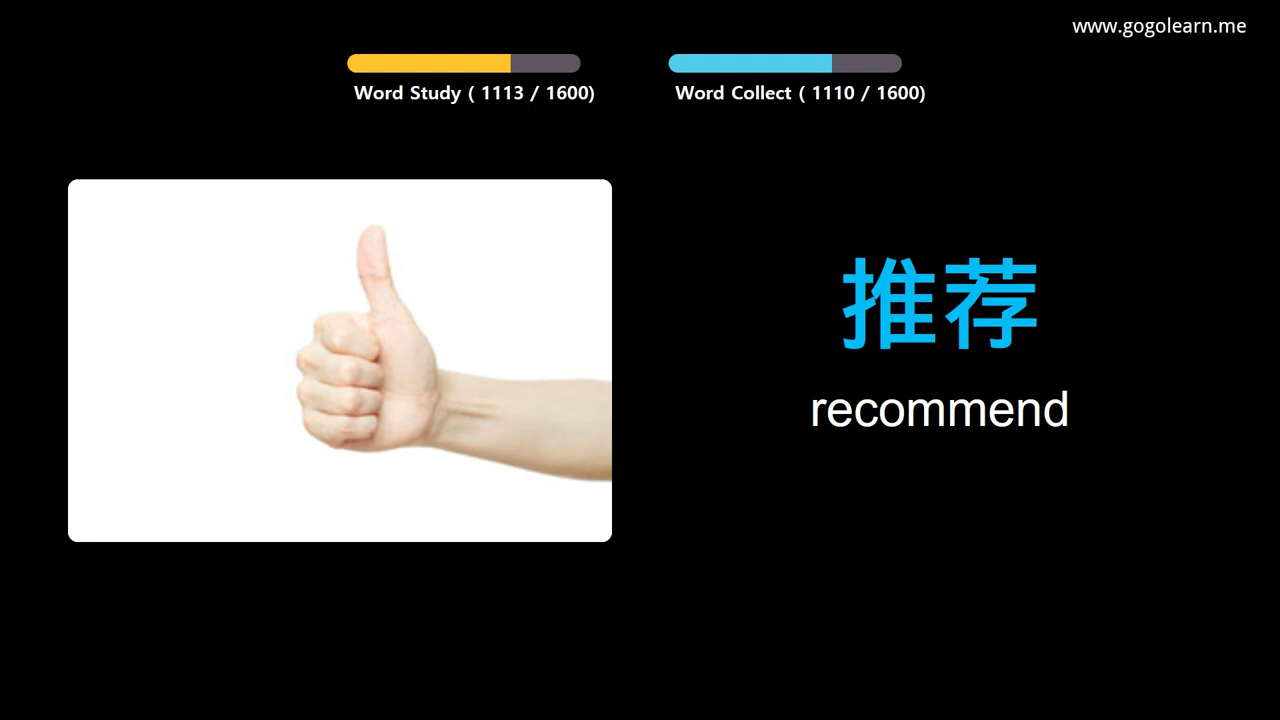 www.gogolearn.me
Word Study ( 1113 / 1600)
Word Collect ( 1110 / 1600)
推荐
recommend